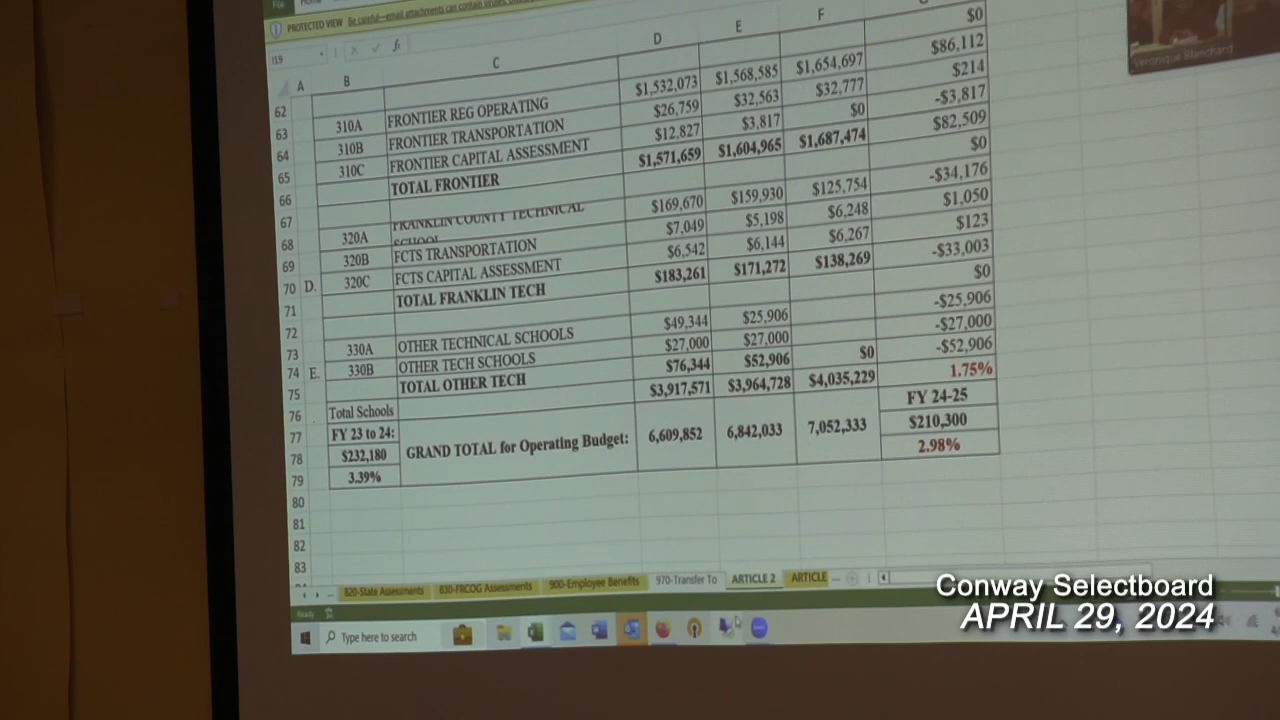 File Home
PROTECTED VIEW Be careful—email attachments can contain viruses.
I19 fx
A B C D E F
$0
62 $1,532,073 $1,568,585 $1,654,697 $86,112
63 310A FRONTIER REG OPERATING $26,759 $32,563 $32,777 $214
64 310B FRONTIER TRANSPORTATION $12,827 $3,817 $0 -$3,817
65 310C FRONTIER CAPITAL ASSESSMENT $1,571,659 $1,604,965 $1,687,474 $82,509
66 TOTAL FRONTIER $0
67 FRANKLIN COUNTY TECHNICAL $169,670 $159,930 $125,754 -$34,176
68 320A SCHOOL $7,049 $5,198 $6,248 $1,050
69 320B FCTS TRANSPORTATION $6,542 $6,144 $6,267 $123
70 D. 320C FCTS CAPITAL ASSESSMENT $183,261 $171,272 $138,269 -$33,003
71 TOTAL FRANKLIN TECH $0
72 $49,344 $25,906 -$25,906
73 330A OTHER TECHNICAL SCHOOLS $27,000 $27,000 -$27,000
74 E. 330B OTHER TECH SCHOOLS $76,344 $52,906 $0 -$52,906
75 TOTAL OTHER TECH $3,917,571 $3,964,728 $4,035,229 1.75%
76 Total Schools FY 24-25
77 FY 23 to 24: GRAND TOTAL for Operating Budget: 6,609,852 6,842,033 7,052,333 $210,300
78 $232,180 2.98%
79 3.39%
80
81
82
83
820-State Assessments 830-FRCOG Assessments 900-Employee Benefits 970-Transfer To ARTICLE 2 ARTICLE ...
Ready
Type here to search
Veronique Blanchard
Conway Selectboard
APRIL 29, 2024